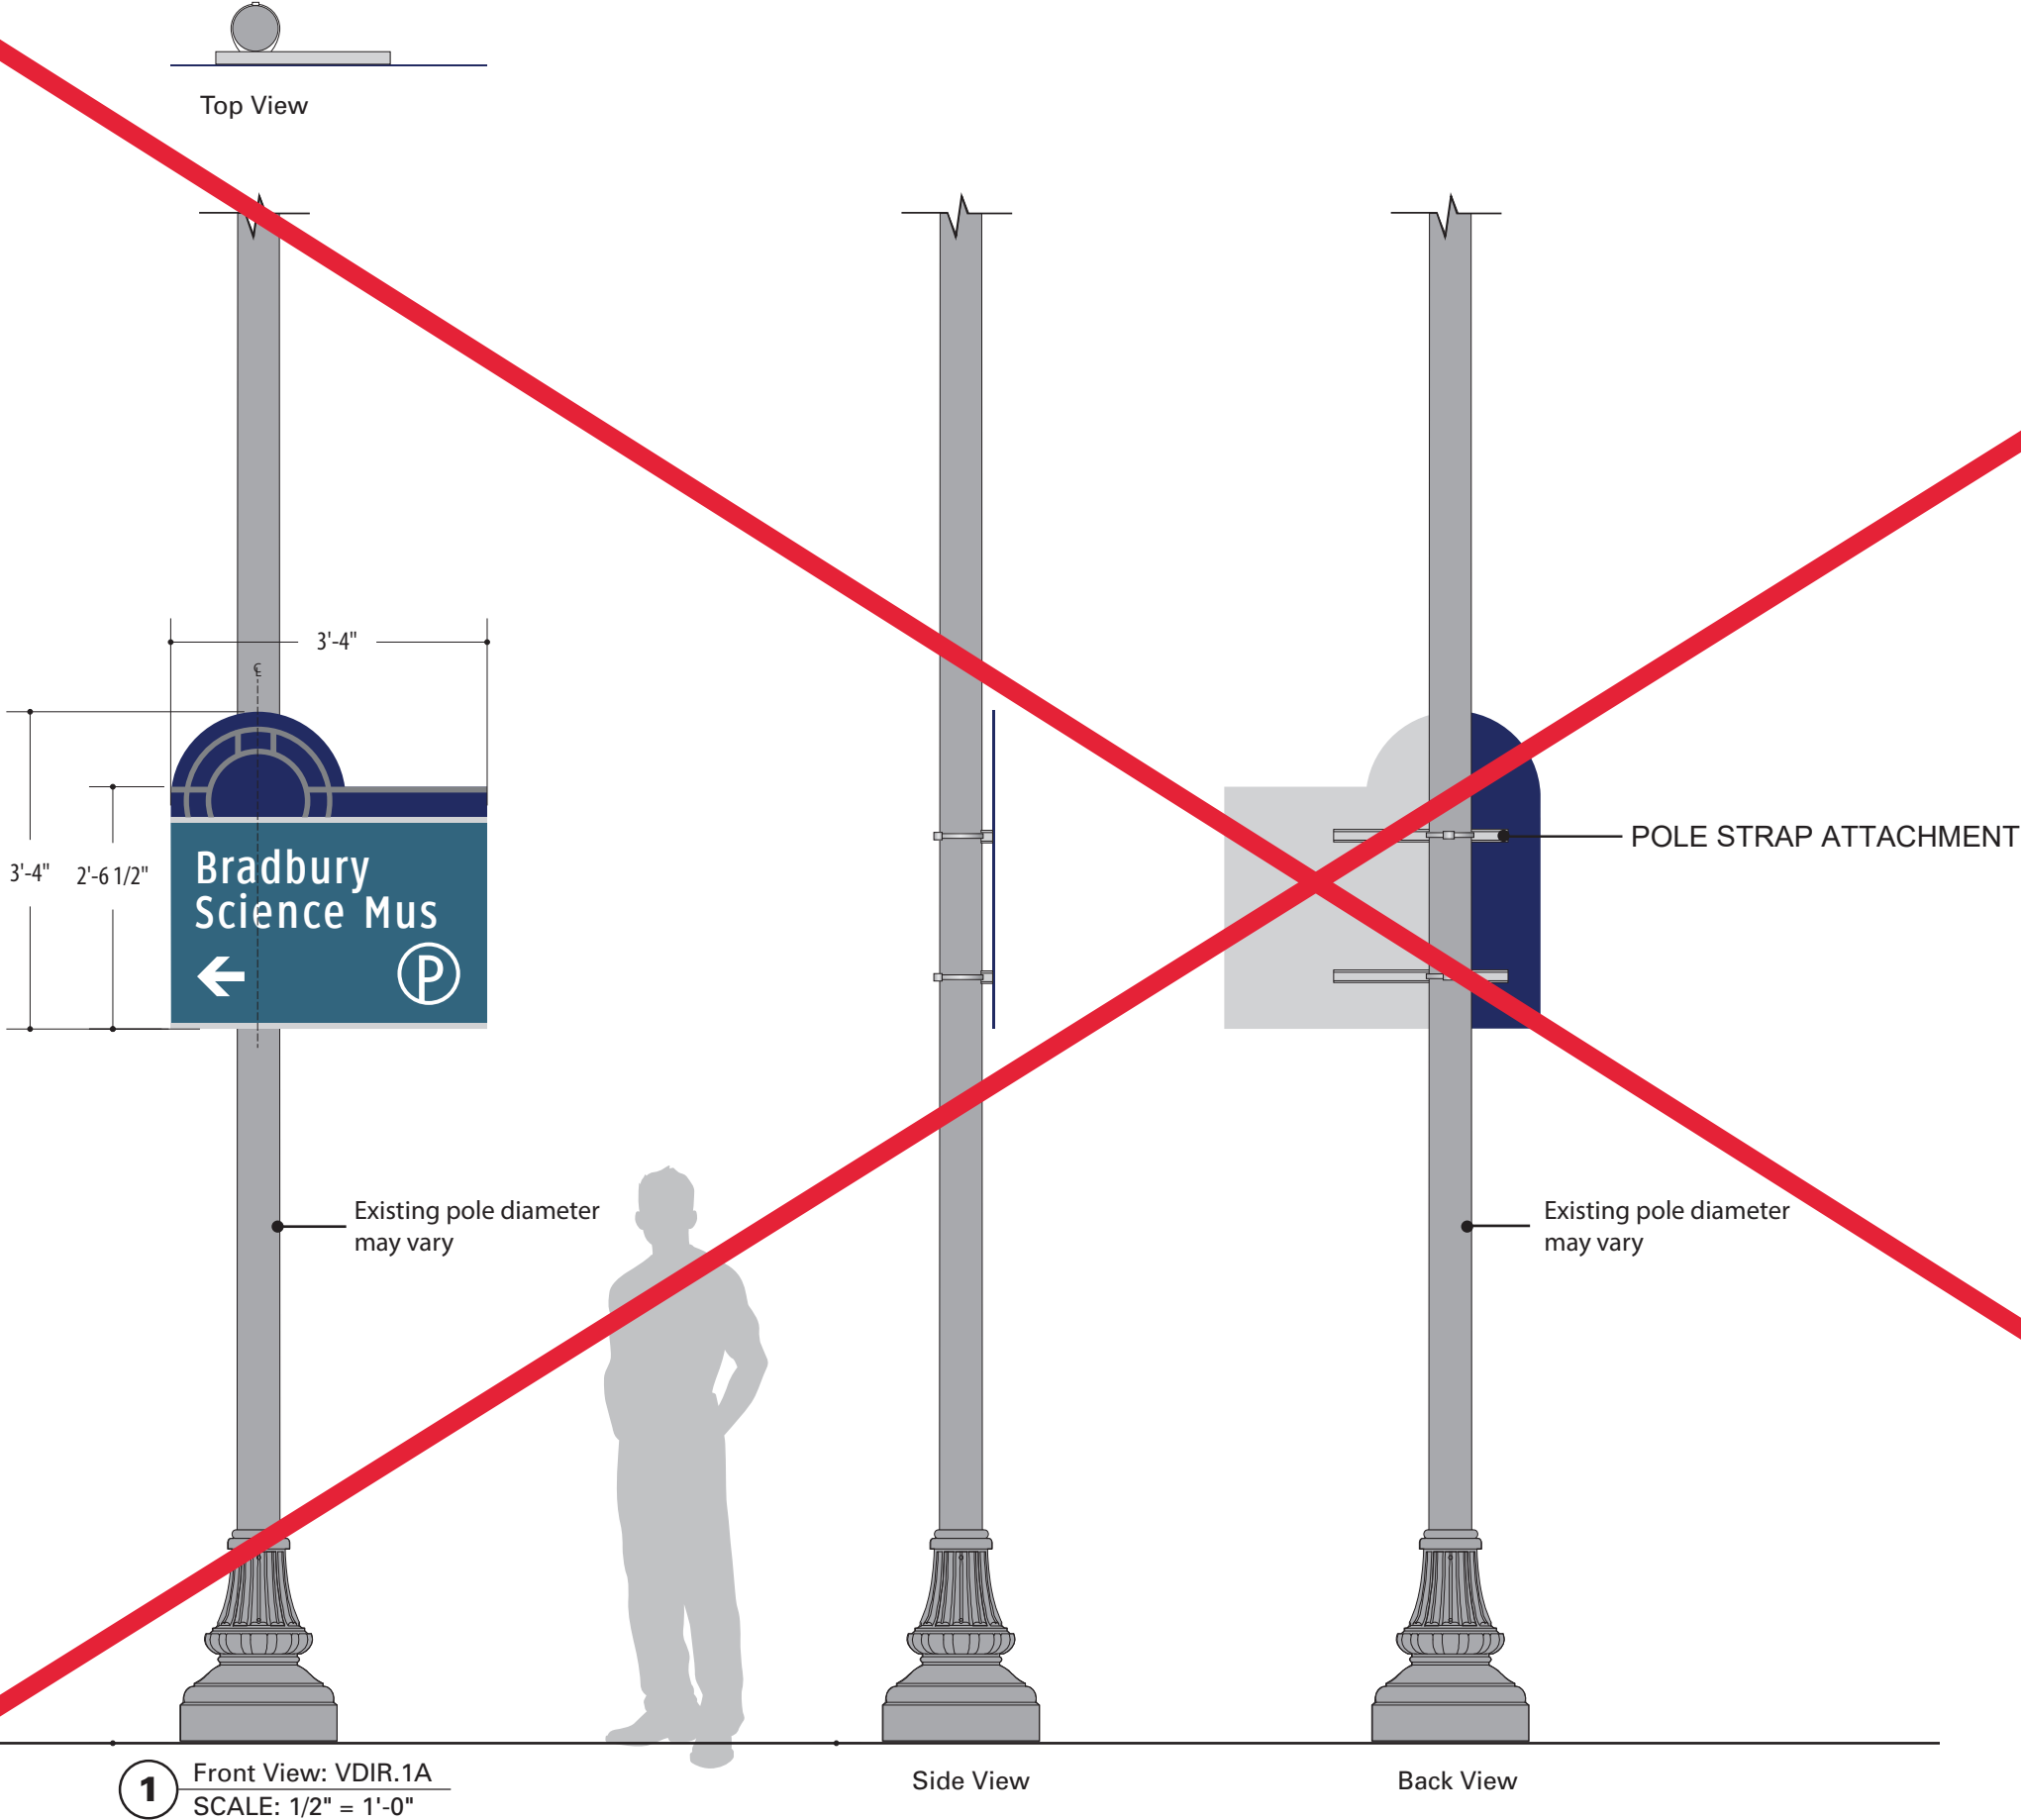 Top View
3'-4"
℄
3'-4"
2'-6 1/2"
Bradbury
Science Mus
P
POLE STRAP ATTACHMENT
Existing pole diameter
may vary
Existing pole diameter
may vary
1
Front View: VDIR.1A
SCALE: 1/2" = 1'-0"
Side View
Back View